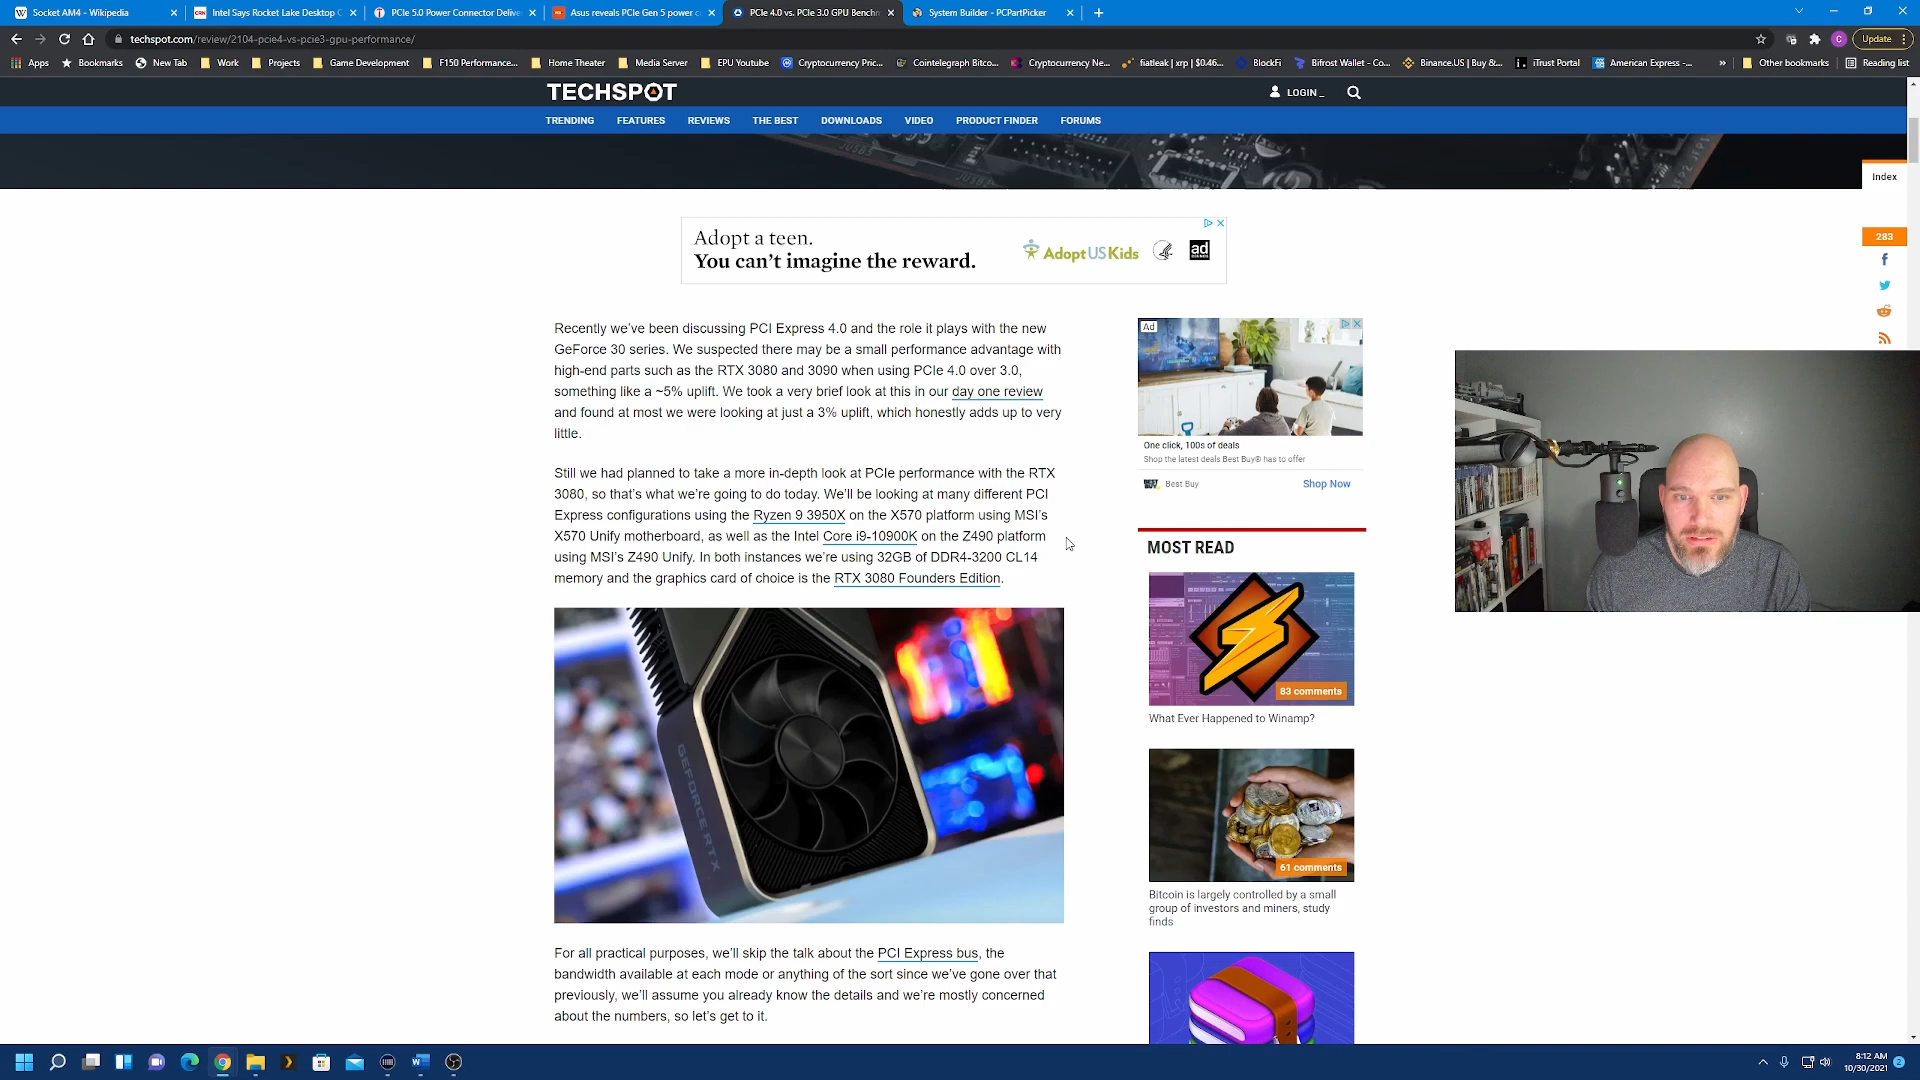 Socket AM4 - Wikipedia
Intel Says Rocket Lake Desktop C
PCIe 5.0 Power Connector Delive
Asus reveals PCIe Gen 5 power c
PCIe 4.0 vs. PCIe 3.0 GPU Benchm
System Builder - PCPartPicker
techspot.com/review/2104-pcie4-vs-pcie3-gpu-performance/
C
Update
Apps
Bookmarks
New Tab
Work
Projects
Game Development
F150 Performance...
Home Theater
Media Server
EPU Youtube
Cryptocurrency Pric...
Cointelegraph Bitco...
Cryptocurrency Ne...
fiatleak | xrp | $0.46...
BlockFi
Bifrost Wallet - Co...
Binance.US | Buy &...
iTrust Portal
American Express -...
»
Other bookmarks
Reading list
TECHSPOT
LOGIN _
TRENDING
FEATURES
REVIEWS
THE BEST
DOWNLOADS
VIDEO
PRODUCT FINDER
FORUMS
Index
283
Adopt a teen.
You can't imagine the reward.
AdoptUSKids
ad
Recently we've been discussing PCI Express 4.0 and the role it plays with the new
GeForce 30 series. We suspected there may be a small performance advantage with
high-end parts such as the RTX 3080 and 3090 when using PCIe 4.0 over 3.0,
something like a ~5% uplift. We took a very brief look at this in our day one review
and found at most we were looking at just a 3% uplift, which honestly adds up to very
little.
Still we had planned to take a more in-depth look at PCIe performance with the RTX
3080, so that's what we're going to do today. We'll be looking at many different PCI
Express configurations using the Ryzen 9 3950X on the X570 platform using MSI's
X570 Unify motherboard, as well as the Intel Core i9-10900K on the Z490 platform
using MSI's Z490 Unify. In both instances we're using 32GB of DDR4-3200 CL14
memory and the graphics card of choice is the RTX 3080 Founders Edition.
GEFORCE RTX
For all practical purposes, we'll skip the talk about the PCI Express bus, the
bandwidth available at each mode or anything of the sort since we've gone over that
previously, we'll assume you already know the details and we're mostly concerned
about the numbers, so let's get to it.
Ad
One click, 100s of deals
Shop the latest deals Best Buy® has to offer
BEST BUY
Best Buy
Shop Now
MOST READ
83 comments
What Ever Happened to Winamp?
61 comments
Bitcoin is largely controlled by a small
group of investors and miners, study
finds
8:12 AM
10/30/2021
2